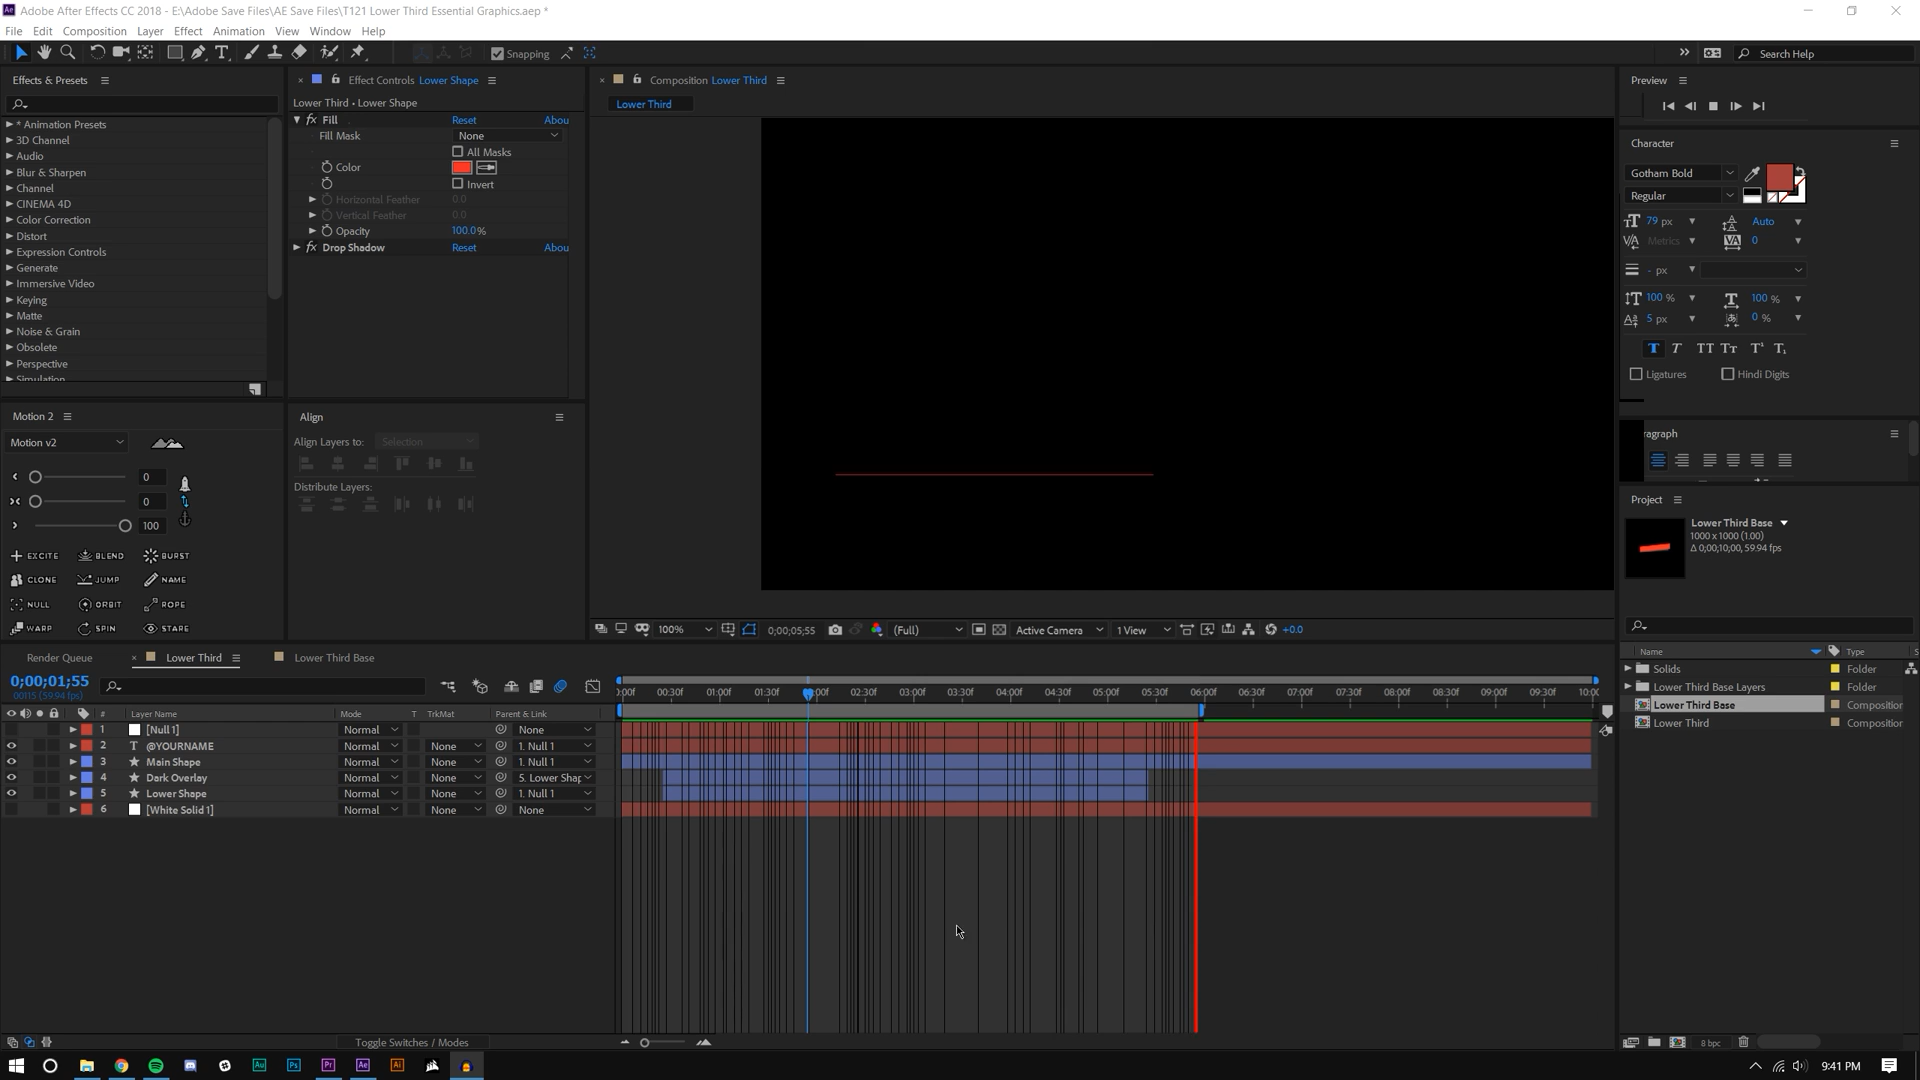 Adobe After Effects CC 2018 - E:\Adobe Save Files\AE Save Files\T121 Lower Third Essential Graphics.aep *
File Edit Composition Layer Effect Animation View Window Help
Snapping
Search Help
Effects & Presets
* Animation Presets
3D Channel
Audio
Blur & Sharpen
Channel
CINEMA 4D
Color Correction
Distort
Expression Controls
Generate
Immersive Video
Keying
Matte
Noise & Grain
Obsolete
Perspective
Simulation
Effect Controls Lower Shape
Lower Third • Lower Shape
fx Fill Reset Abou
Fill Mask None
All Masks
Color
Invert
Horizontal Feather 0.0
Vertical Feather 0.0
Opacity 100.0 %
fx Drop Shadow Reset Abou
Composition Lower Third
Lower Third
100% 0;00;05;55 (Full) Active Camera 1 View +0.0
Preview
Character
Gotham Bold
Regular
79 px Auto
Metrics 0
- px
100 % 100 %
5 px 0 %
Ligatures Hindi Digits
ragraph
Motion 2
Motion v2
0
0
100
EXCITE BLEND BURST
CLONE JUMP NAME
NULL ORBIT ROPE
WARP SPIN STARE
Align
Align Layers to: Selection
Distribute Layers:
Project
Lower Third Base
1000 x 1000 (1.00)
Δ 0;00;10;00, 59.94 fps
Name Type S
Solids Folder
Lower Third Base Layers Folder
Lower Third Base Compositio
Lower Third Compositio
8 bpc
Render Queue Lower Third Lower Third Base
0;00;01;55
00115 (59.94 fps)
:00f 00:30f 01:00f 01:30f :00f 02:30f 03:00f 03:30f 04:00f 04:30f 05:00f 05:30f 06:00f 06:30f 07:00f 07:30f 08:00f 08:30f 09:00f 09:30f 10:00
# Layer Name Mode T TrkMat Parent & Link
1 [Null 1] Normal None
2 T @YOURNAME Normal None 1. Null 1
3 Main Shape Normal None 1. Null 1
4 Dark Overlay Normal None 5. Lower Shap
5 Lower Shape Normal None 1. Null 1
6 [White Solid 1] Normal None None
Toggle Switches / Modes
Au Ps Pr Ae Ai
9:41 PM